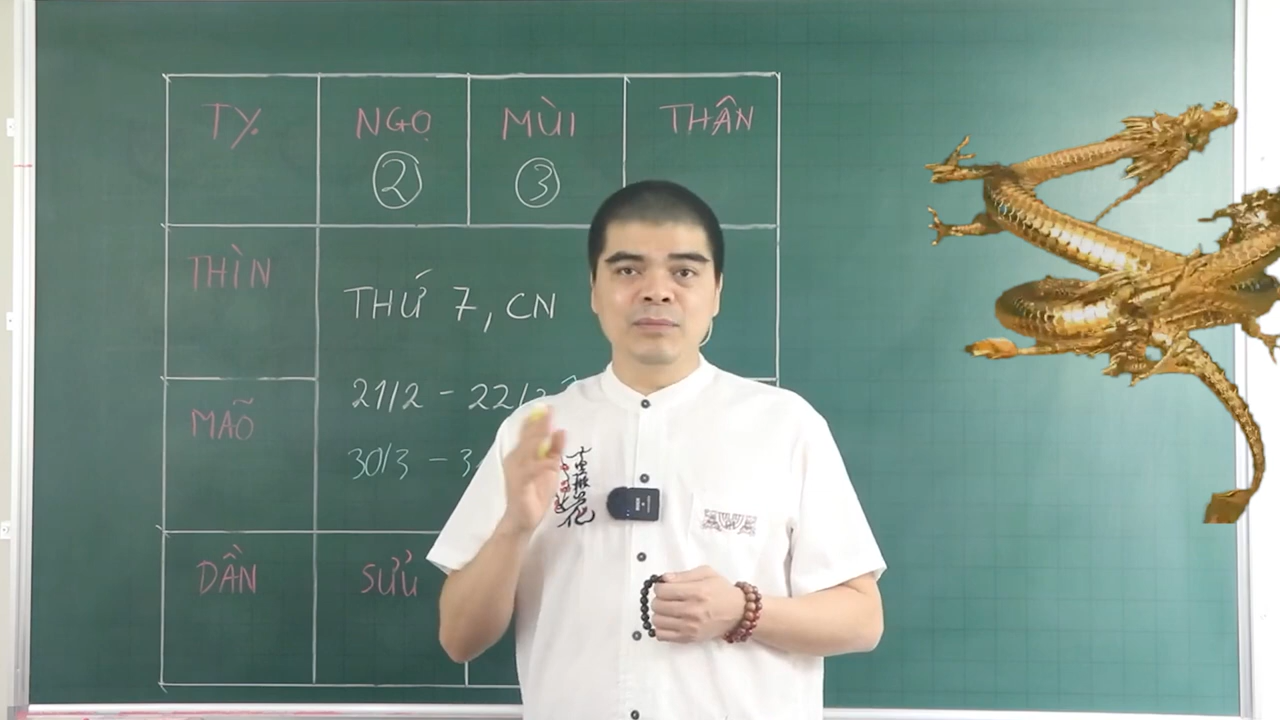 TỴ NGỌ MÙI THÂN
② ③
THÌN
THỨ 7, CN
21/2 - 22/2
MÃO
30/3 - 3
DẦN SỬU